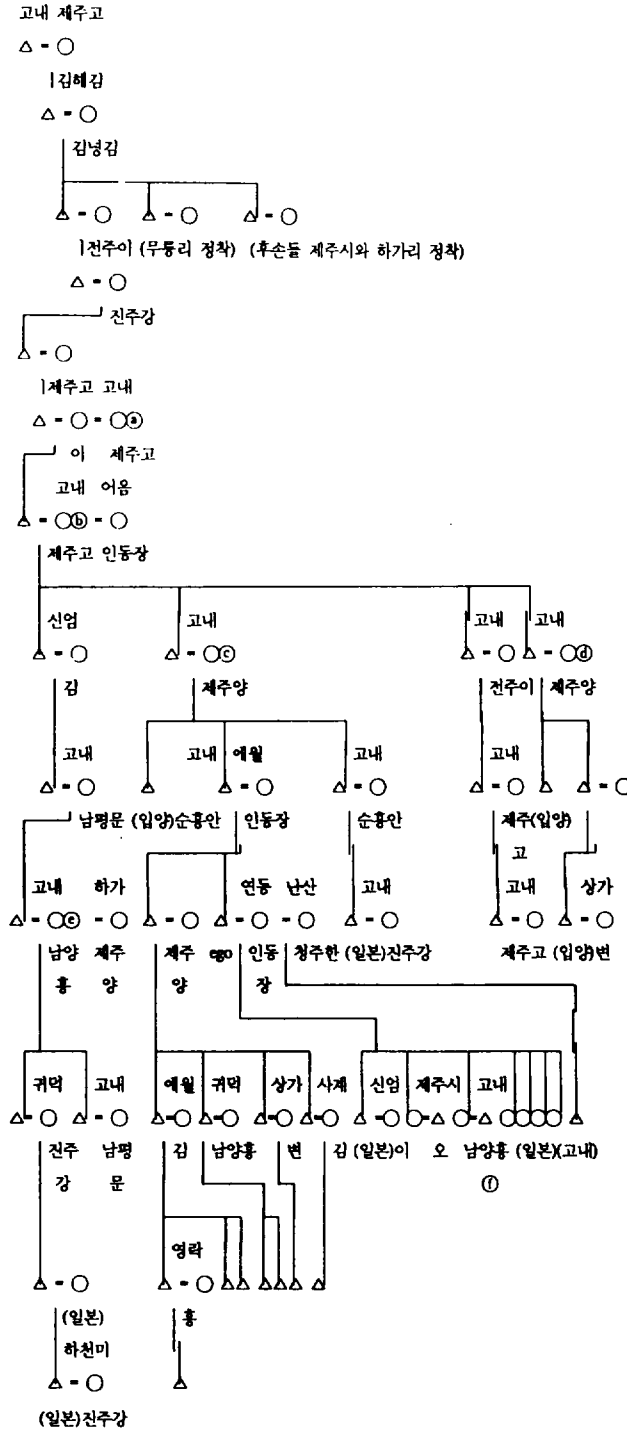 고내 제주고
△ = ○
김해김
△ = ○
김녕김
△ = ○ △ = ○ △ = ○
전주이 (무릉리 정착) (후손들 제주시와 하가리 정착)
△ = ○
진주강
△ = ○
제주고 고내
△ = ○ = ○ⓐ
이 제주고
고내 어음
△ = ○ⓑ = ○
제주고 인동장
신엄 고내 고내 고내
△ = ○ △ = ○ⓒ △ = ○ △ = ○ⓓ
김 제주양 전주이 제주양
고내 고내 애월 고내 고내
△ = ○ △ △ = ○ △ = ○ △ = ○ △ △ = ○
남평문 (입양)순흥안 인동장 순흥안 제주(입양)
고
고내 하가 연동 난산 고내 고내 상가
△ = ○ⓔ = ○ △ = ○ △ = ○ = ○ △ = ○ △ = ○ △ = ○
남양 제주 제주 ego 인동 청주한 (일본)진주강 제주고 (입양)변
홍 양 양 장
귀덕 고내 애월 귀덕 상가 사계 신엄 제주시 고내
△ = ○ △ = ○ △ = ○ △ = ○ △ = ○ △ = ○ △ = ○ ○ = △ ○ = △ ○ ○ ○ ○ △
진주 남평 김 남양홍 변 김 (일본)이 오 남양홍 (일본)(고내)
강 문 ⓕ
영락
△ = ○ △ = ○ △ △ △ △ △ △
(일본) 홍
하천미
△ = ○ △
(일본)진주강